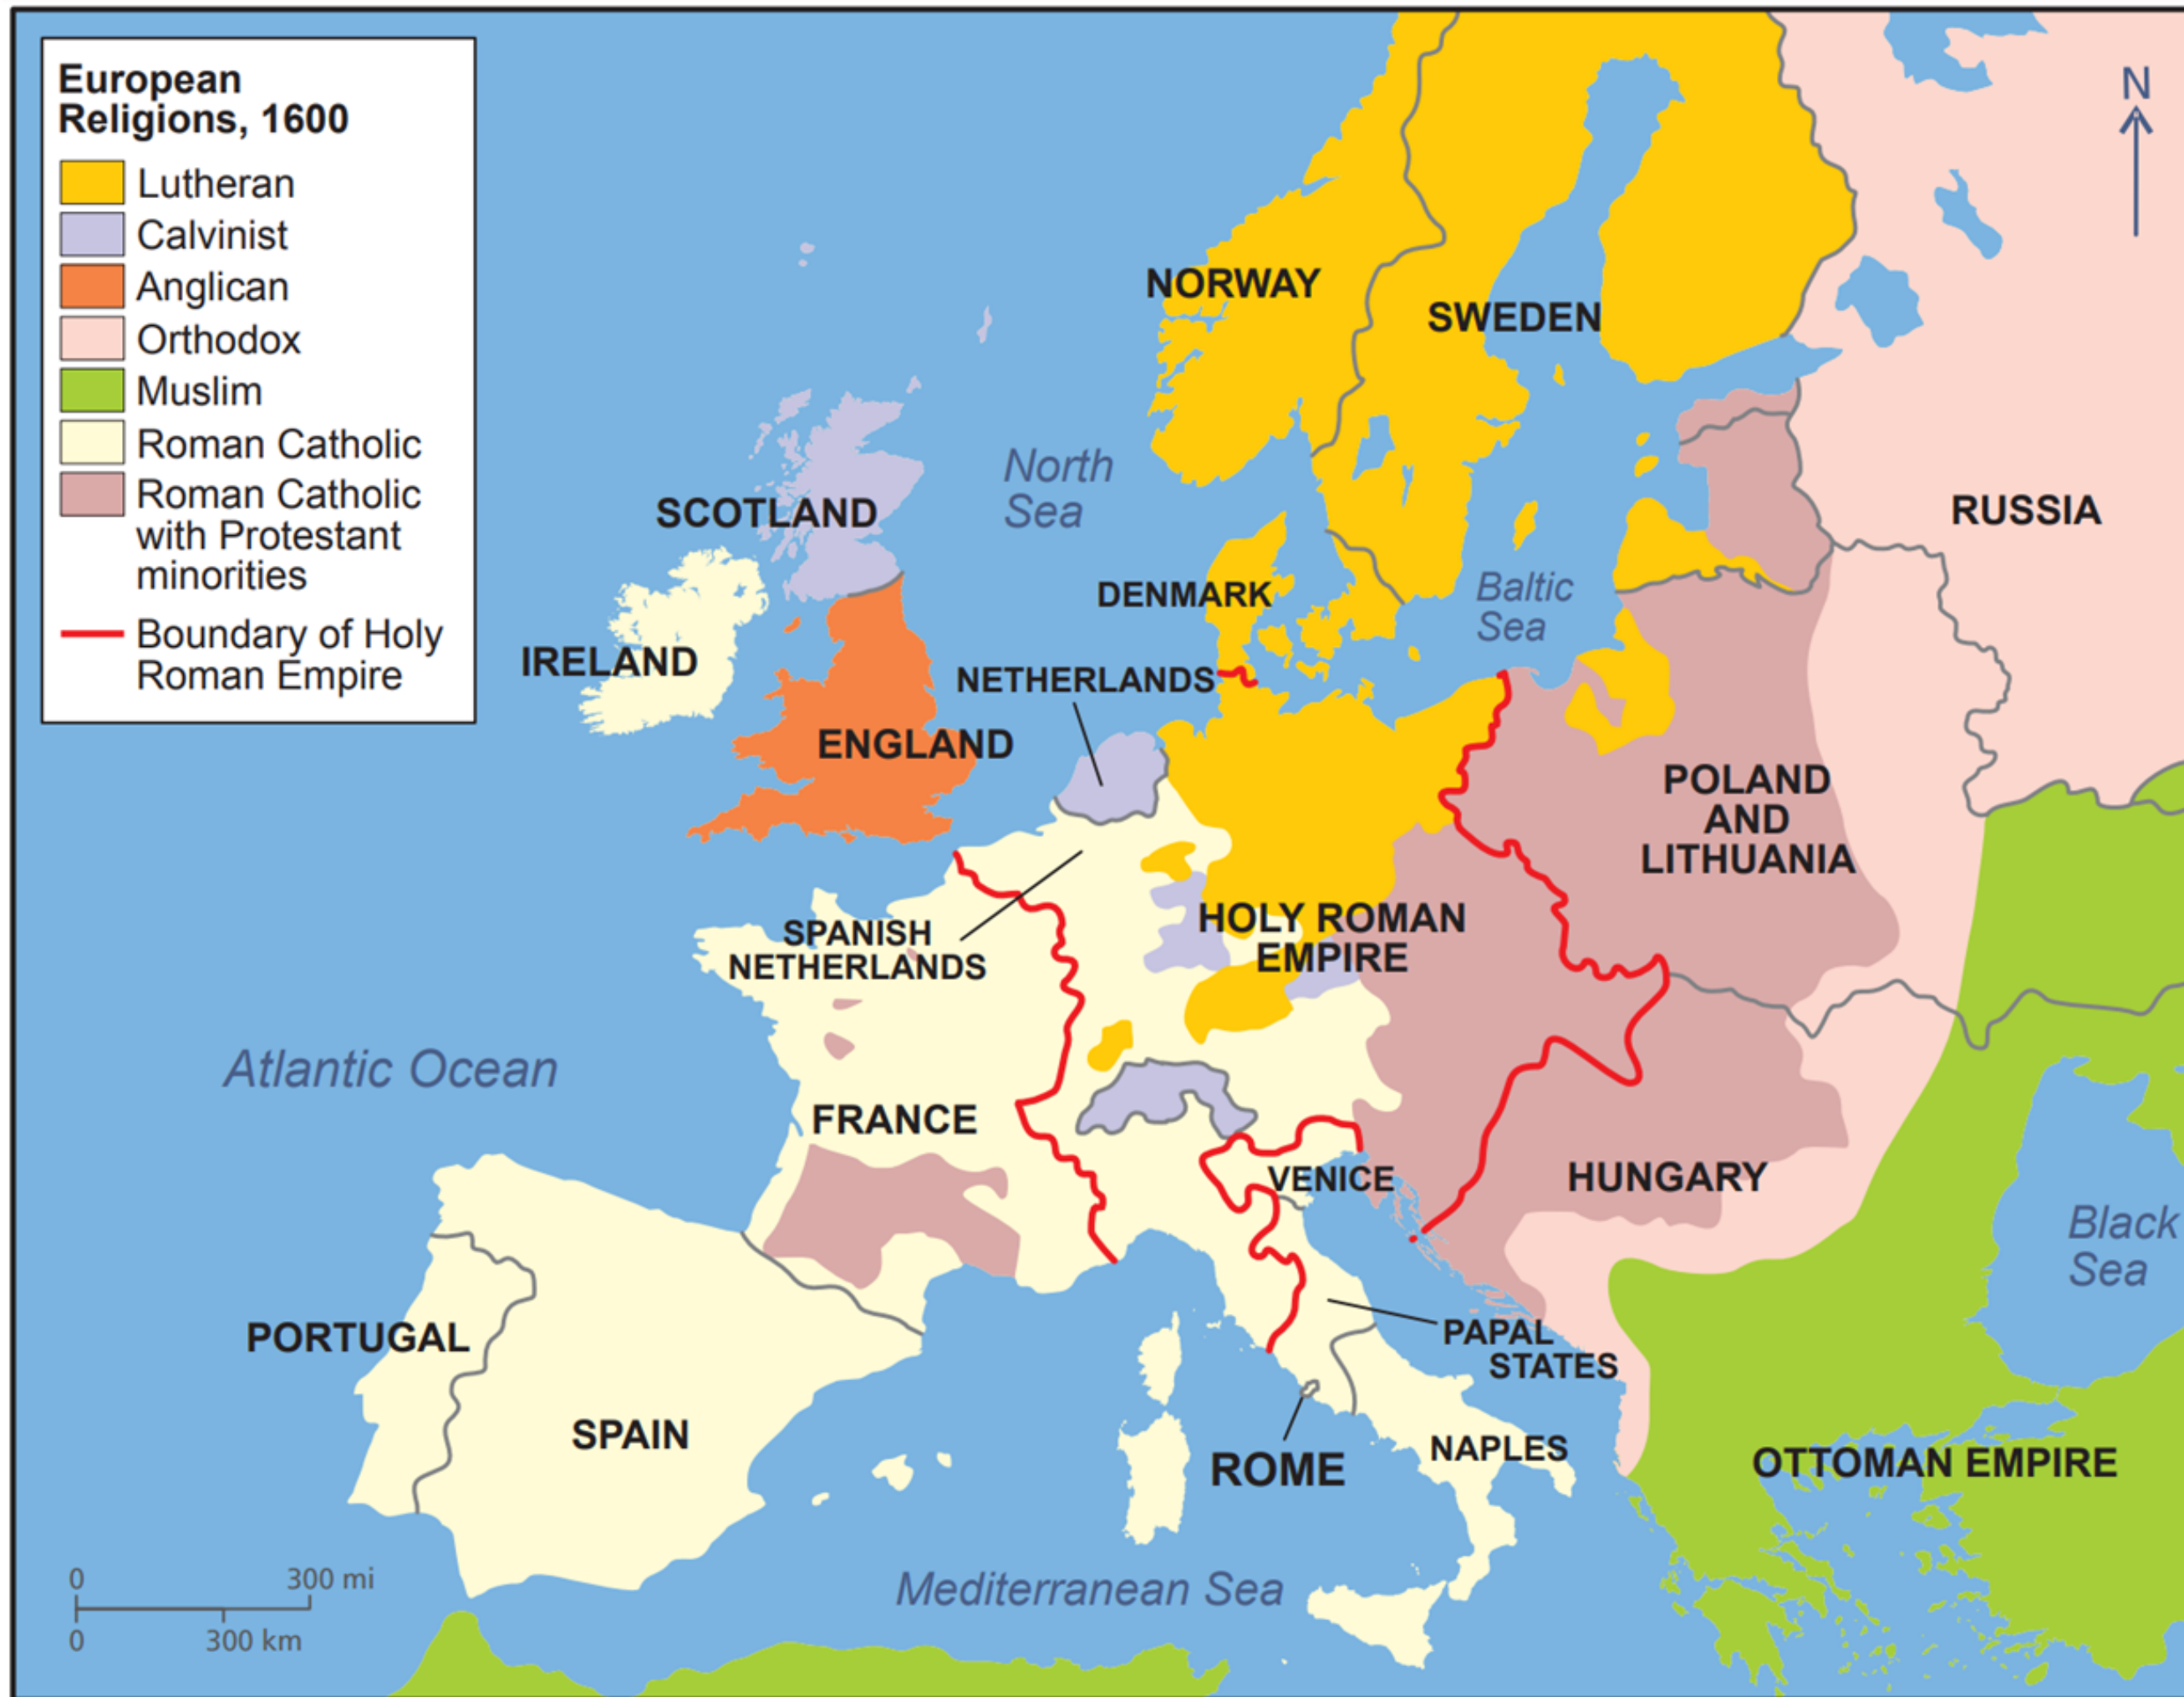 European
Religions, 1600
Lutheran
Calvinist
Anglican
Orthodox
Muslim
Roman Catholic
Roman Catholic
with Protestant
minorities
Boundary of Holy
Roman Empire
N
NORWAY
SWEDEN
North
Sea
SCOTLAND
RUSSIA
DENMARK
Baltic
Sea
IRELAND
NETHERLANDS
ENGLAND
POLAND
AND
LITHUANIA
SPANISH
NETHERLANDS
HOLY ROMAN
EMPIRE
Atlantic Ocean
FRANCE
VENICE
HUNGARY
Black
Sea
PORTUGAL
PAPAL
STATES
SPAIN
ROME
NAPLES
OTTOMAN EMPIRE
Mediterranean Sea
0 300 mi
0 300 km